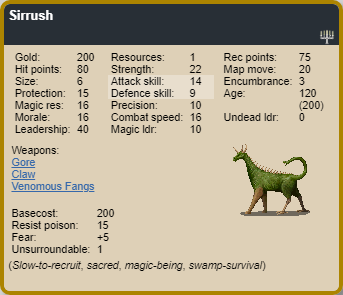 Sirrush
Gold: 200 Resources: 1 Rec points: 75
Hit points: 80 Strength: 22 Map move: 20
Size: 6 Attack skill: 14 Encumbrance: 3
Protection: 15 Defence skill: 9 Age: 120
Magic res: 16 Precision: 10 (200)
Morale: 16 Combat speed: 16 Undead ldr: 0
Leadership: 40 Magic ldr: 10
Weapons:
Gore
Claw
Venomous Fangs
Basecost: 200
Resist poison: 15
Fear: +5
Unsurroundable: 1
(Slow-to-recruit, sacred, magic-being, swamp-survival)